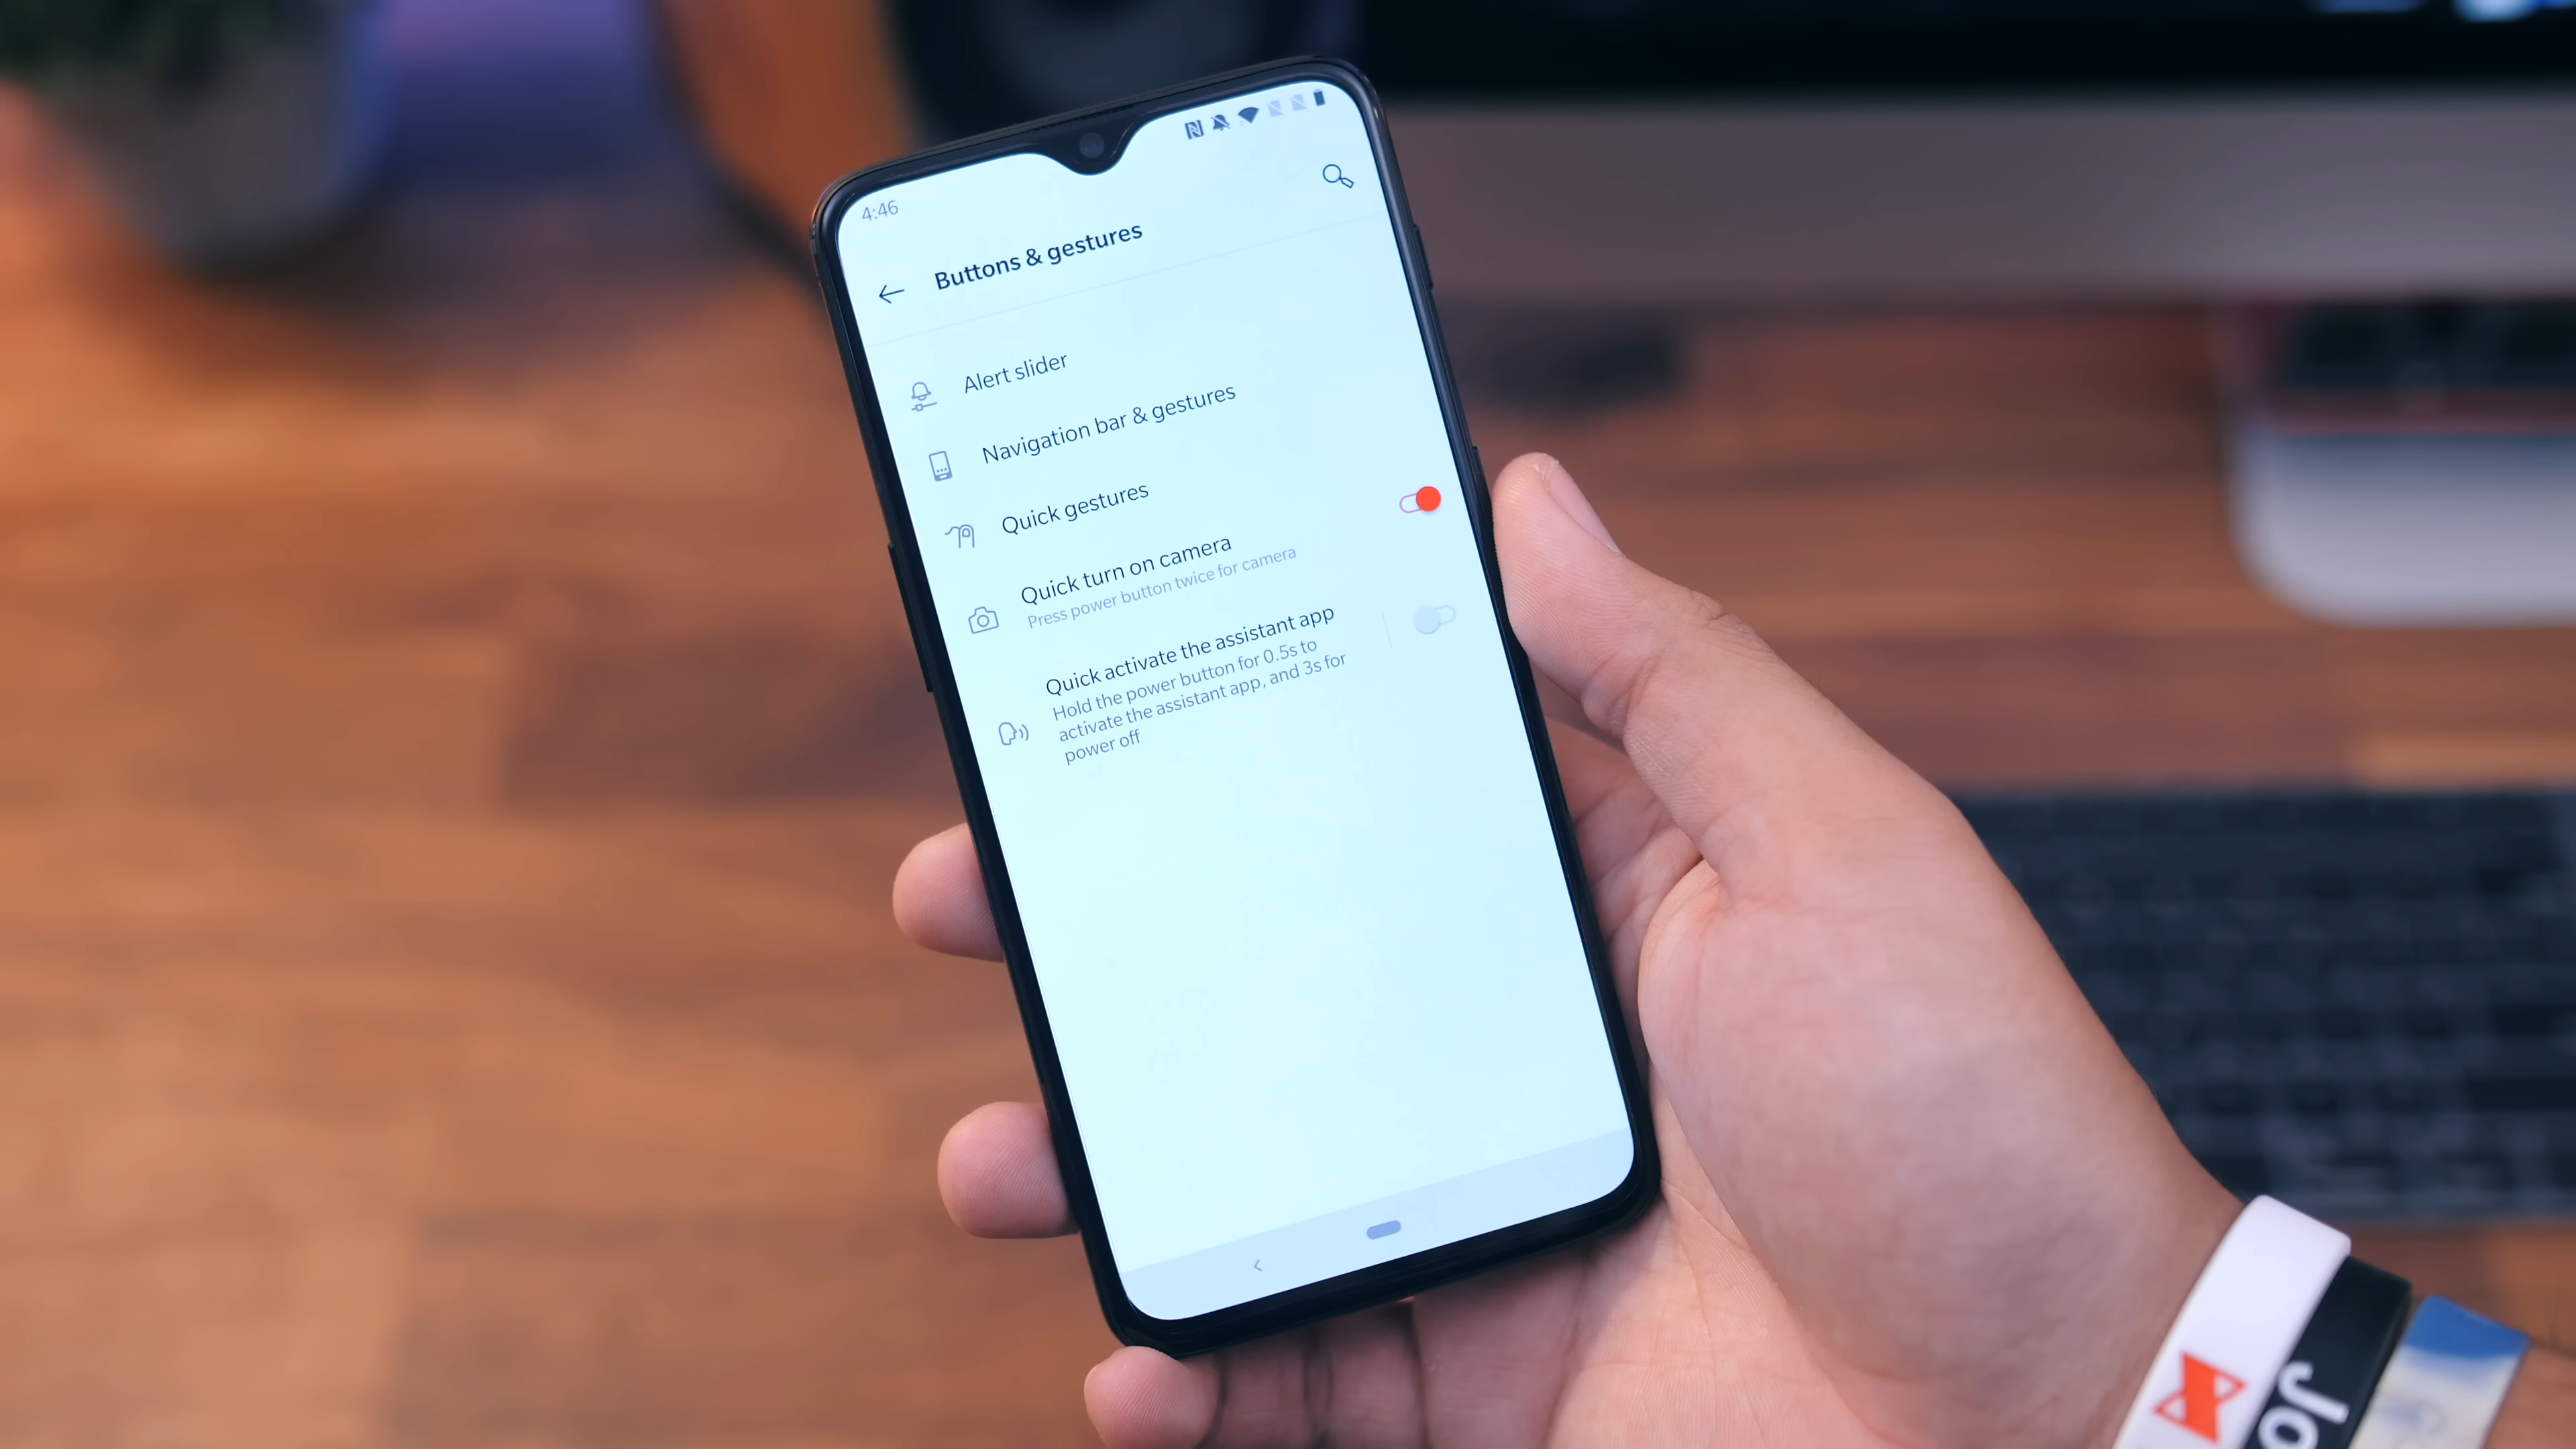 4:46
Buttons & gestures
Alert slider
Navigation bar & gestures
Quick gestures
Quick turn on camera
Press power button twice for camera
Quick activate the assistant app
Hold the power button for 0.5s to
activate the assistant app, and 3s for
power off
Jo